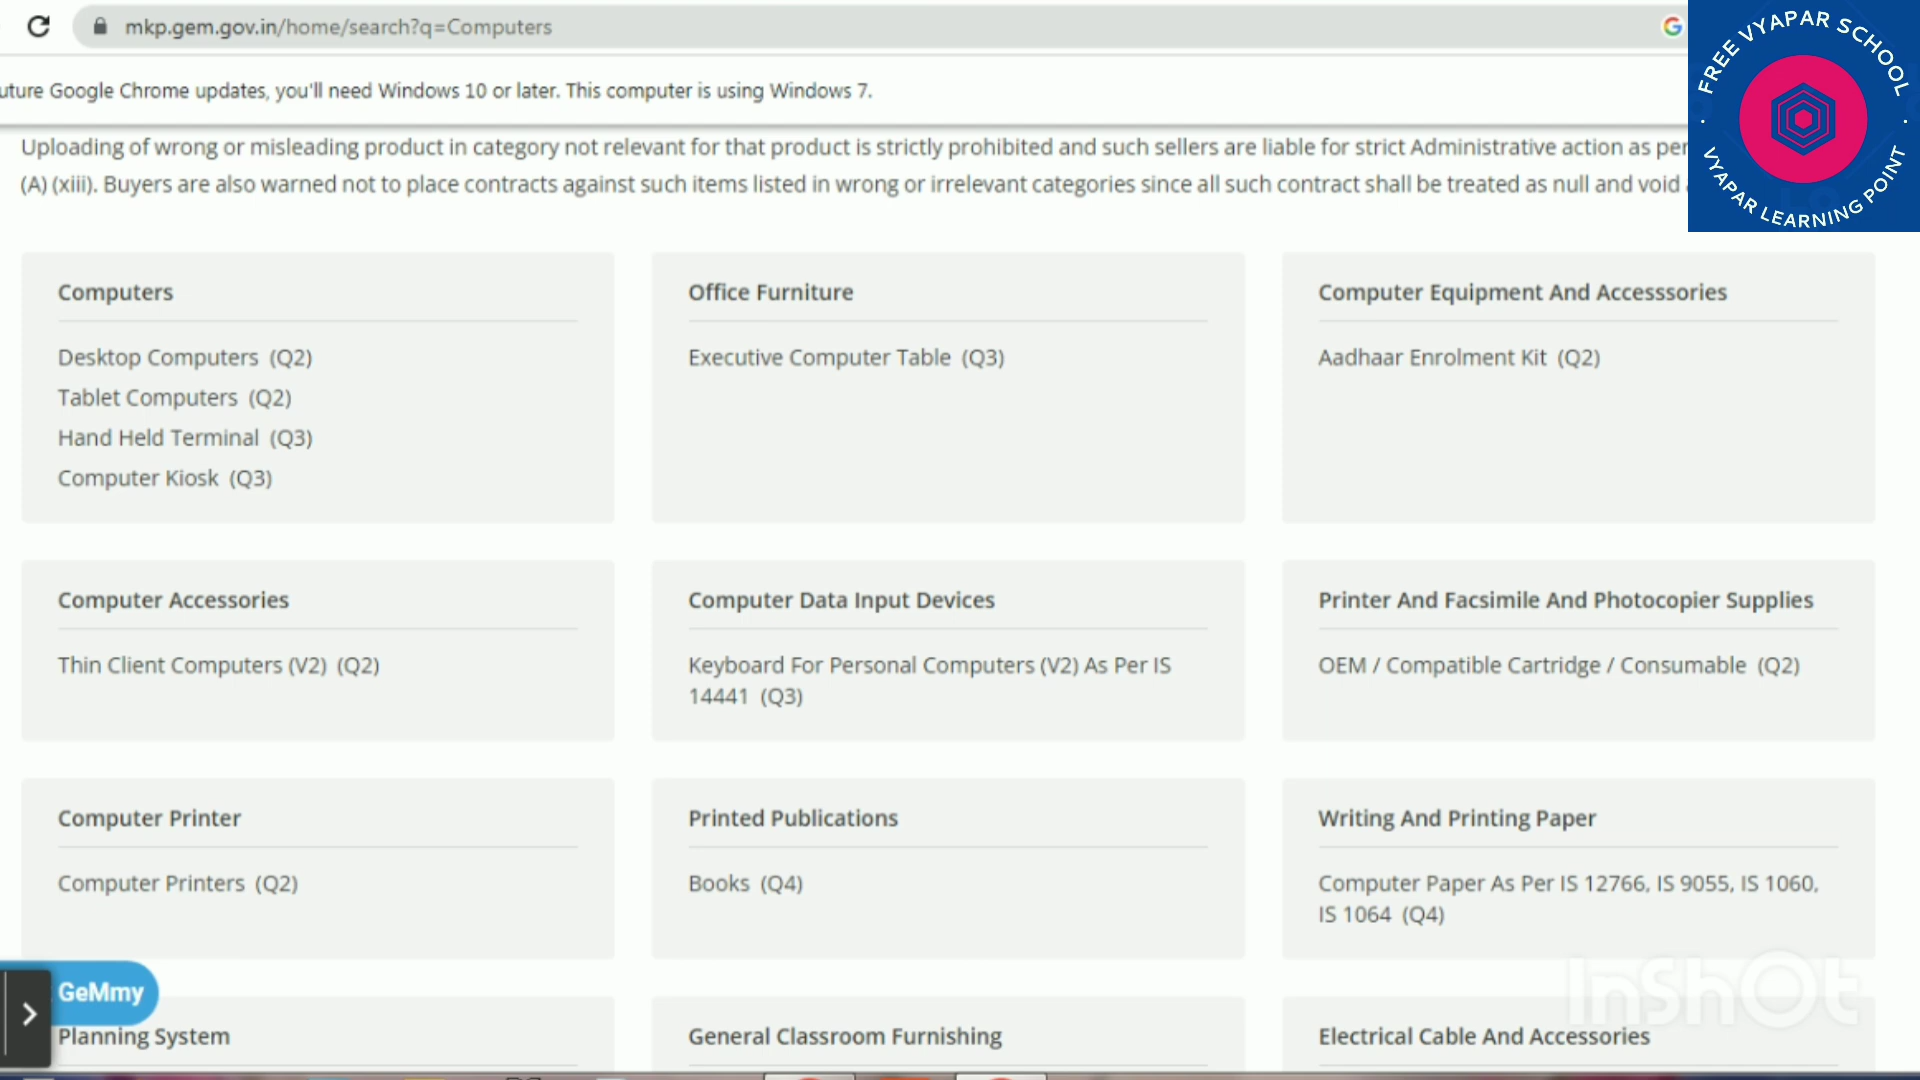 mkp.gem.gov.in/home/search?q=Computers
uture Google Chrome updates, you'll need Windows 10 or later. This computer is using Windows 7.
FREE VYAPAR SCHOOL
VYAPAR LEARNING POINT
Uploading of wrong or misleading product in category not relevant for that product is strictly prohibited and such sellers are liable for strict Administrative action as per
(A) (xiii). Buyers are also warned not to place contracts against such items listed in wrong or irrelevant categories since all such contract shall be treated as null and void
Computers
Desktop Computers (Q2)
Tablet Computers (Q2)
Hand Held Terminal (Q3)
Computer Kiosk (Q3)
Office Furniture
Executive Computer Table (Q3)
Computer Equipment And Accesssories
Aadhaar Enrolment Kit (Q2)
Computer Accessories
Thin Client Computers (V2) (Q2)
Computer Data Input Devices
Keyboard For Personal Computers (V2) As Per IS
14441 (Q3)
Printer And Facsimile And Photocopier Supplies
OEM / Compatible Cartridge / Consumable (Q2)
Computer Printer
Computer Printers (Q2)
Printed Publications
Books (Q4)
Writing And Printing Paper
Computer Paper As Per IS 12766, IS 9055, IS 1060,
IS 1064 (Q4)
GeMmy
InShOt
Planning System
General Classroom Furnishing
Electrical Cable And Accessories